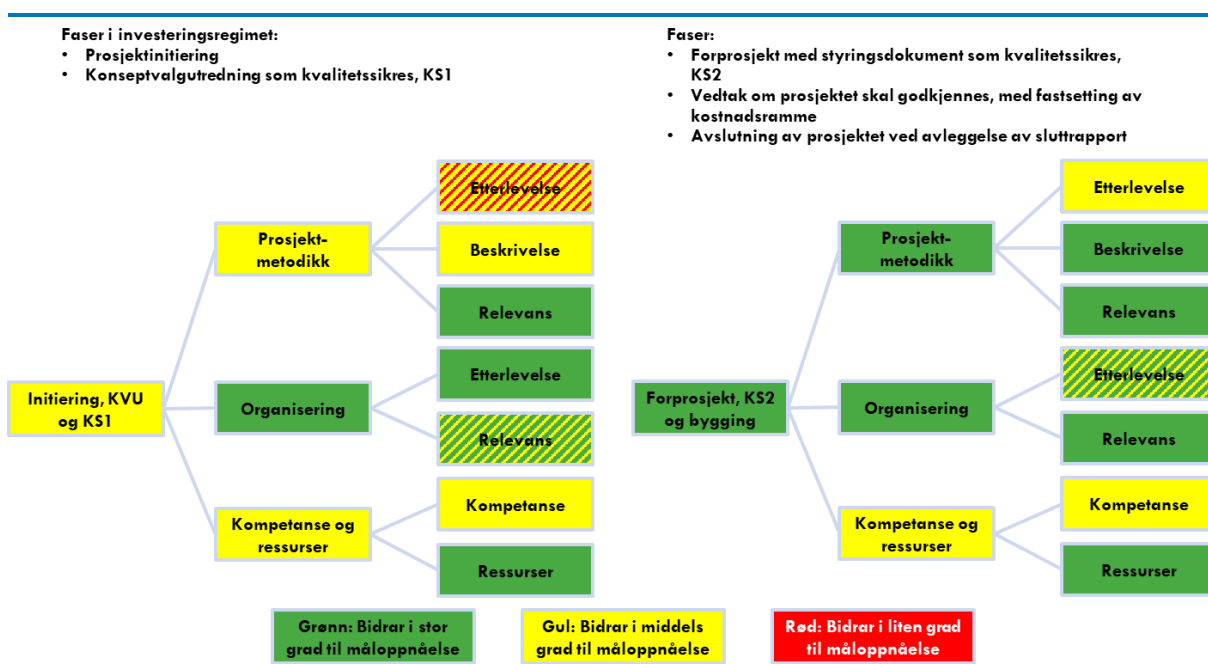 Faser i investeringsregimet:
• Prosjektinitiering
• Konseptvalgutredning som kvalitetssikres, KS1
Faser:
• Forprosjekt med styringsdokument som kvalitetssikres,
KS2
• Vedtak om prosjektet skal godkjennes, med fastsetting av
kostnadsramme
• Avslutning av prosjektet ved avleggelse av sluttrapport
Initiering, KVU
og KS1
Prosjekt-
metodikk
Etterlevelse
Beskrivelse
Relevans
Organisering
Etterlevelse
Relevans
Kompetanse og
ressurser
Kompetanse
Ressurser
Forprosjekt, KS2
og bygging
Prosjekt-
metodikk
Etterlevelse
Beskrivelse
Relevans
Organisering
Etterlevelse
Relevans
Kompetanse og
ressurser
Kompetanse
Ressurser
Grønn: Bidrar i stor
grad til måloppnåelse
Gul: Bidrar i middels
grad til måloppnåelse
Rød: Bidrar i liten grad
til måloppnåelse